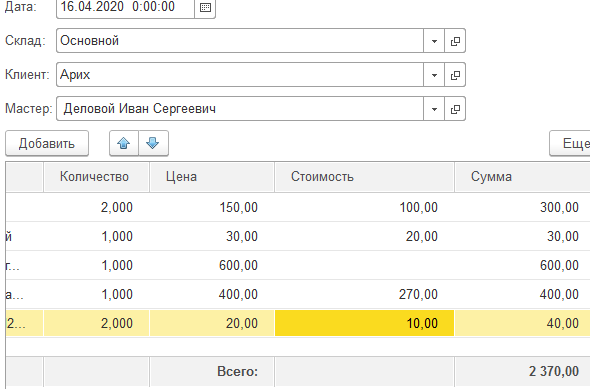 Дата: 16.04.2020 0:00:00
Склад: Основной
Клиент: Арих
Мастер: Деловой Иван Сергеевич
Добавить Еще
Количество Цена Стоимость Сумма
2,000 150,00 100,00 300,00
й 1,000 30,00 20,00 30,00
г... 1,000 600,00 600,00
а... 1,000 400,00 270,00 400,00
2... 2,000 20,00 10,00 40,00
Всего: 2 370,00